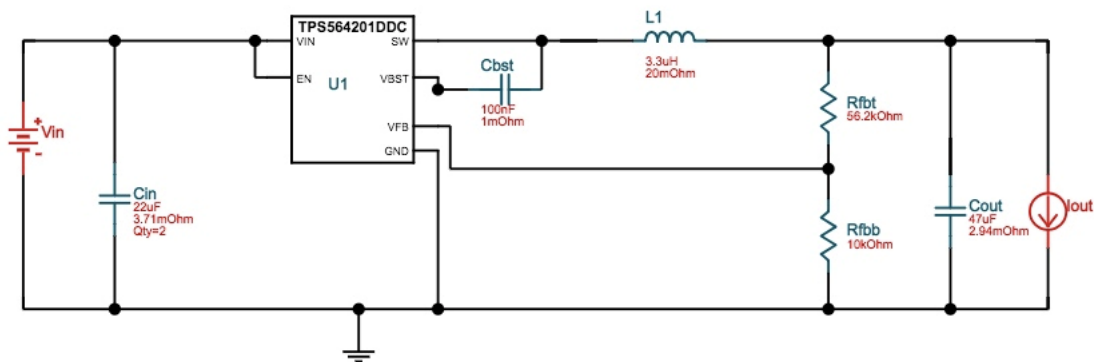 TPS564201DDC
VIN
SW
EN
U1
VBST
VFB
GND
Cbst
100nF
1mOhm
L1
3.3uH
20mOhm
+
Vin
-
Cin
22uF
3.71mOhm
Qty=2
Rfbt
56.2kOhm
Rfbb
10kOhm
Cout
47uF
2.94mOhm
Iout